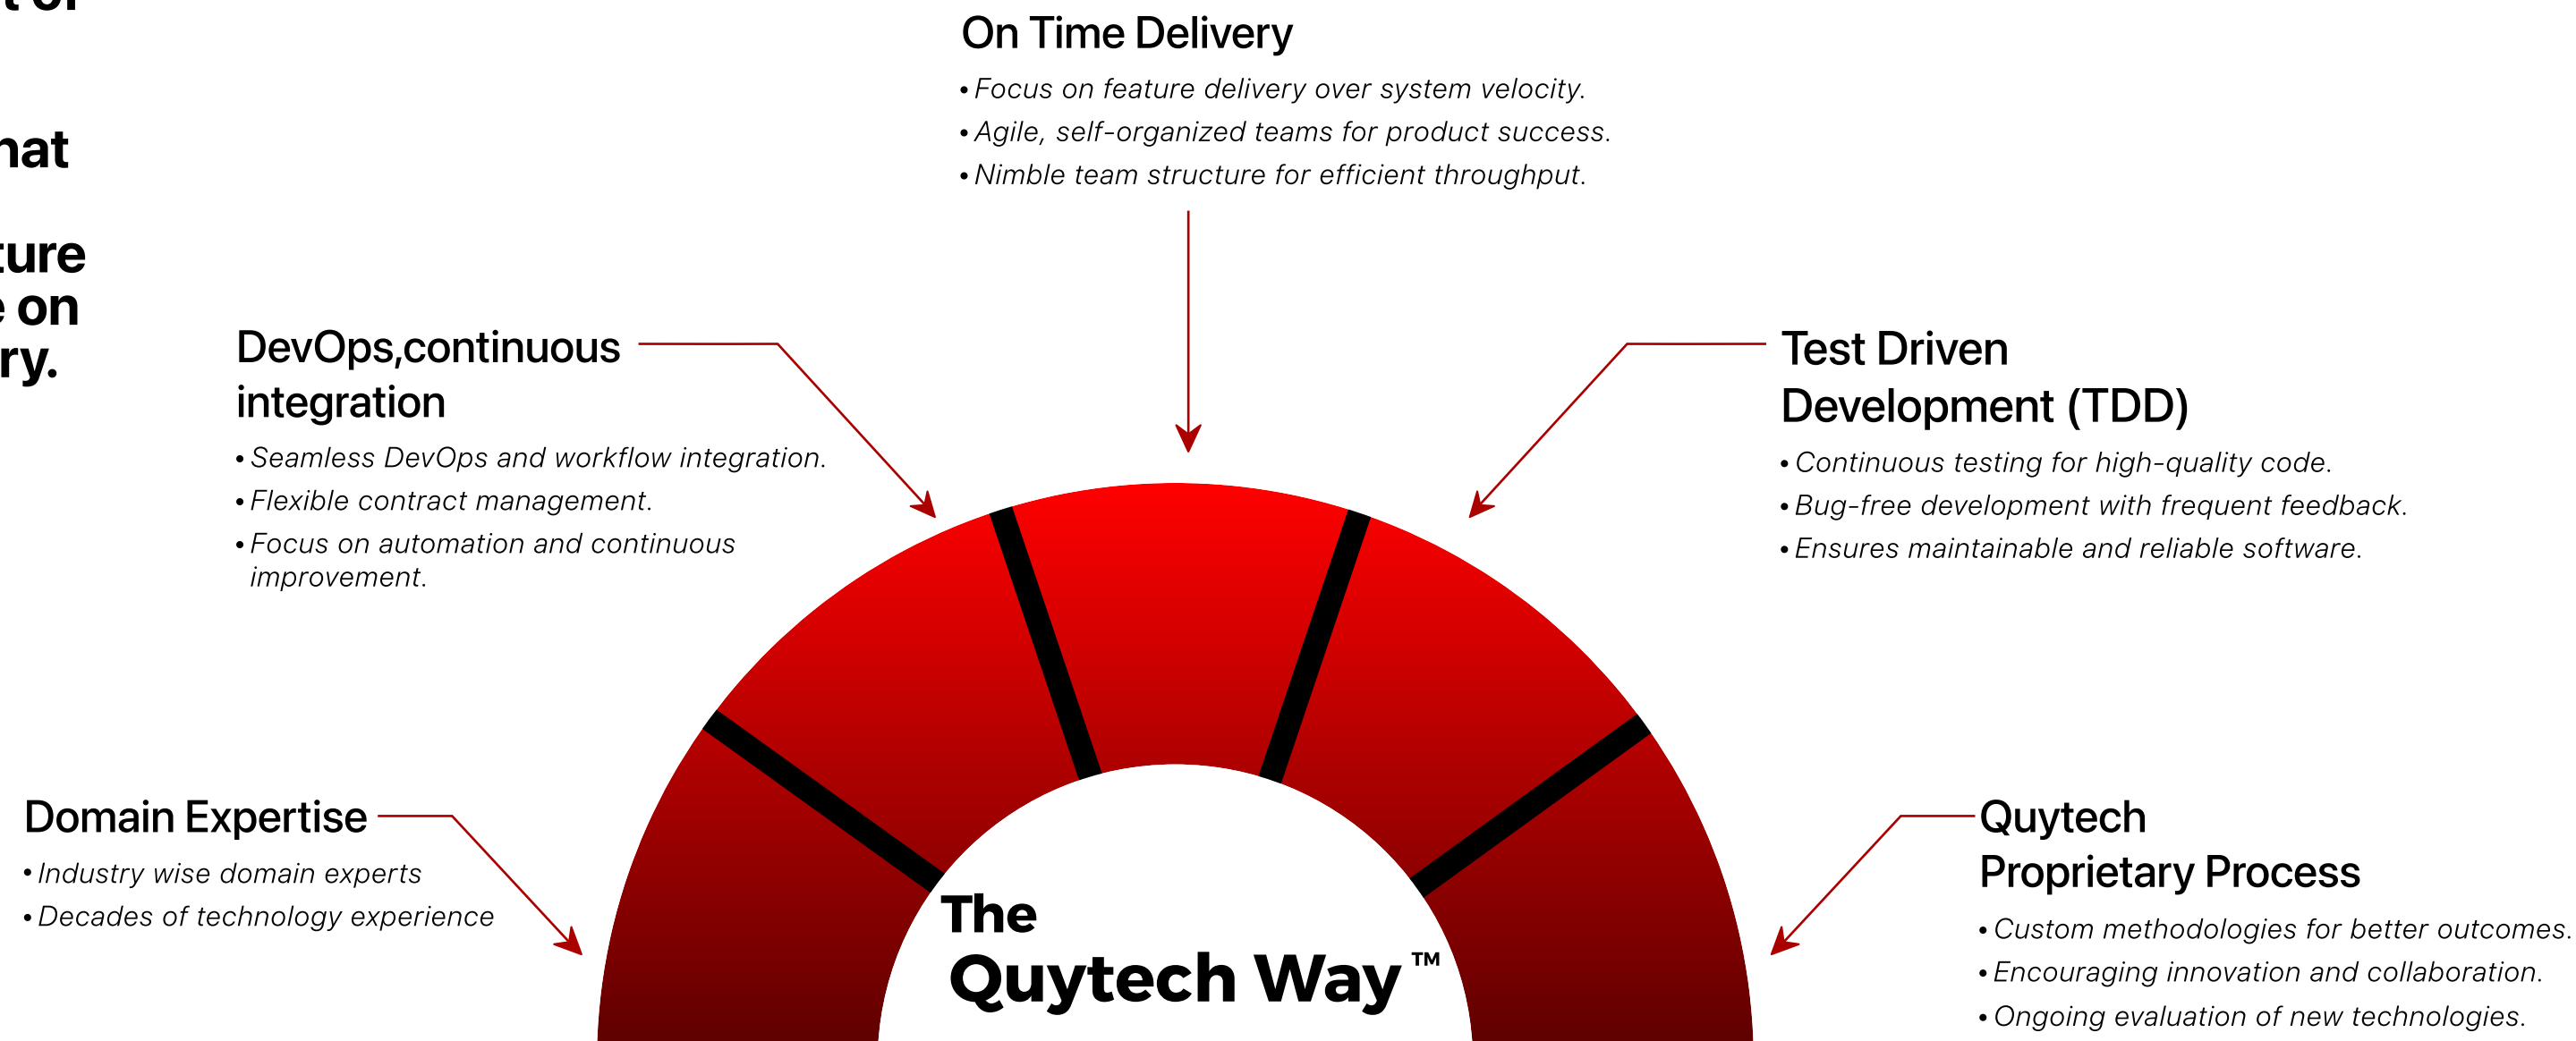 ture
on
ry.
On Time Delivery
• Focus on feature delivery over system velocity.
• Agile, self-organized teams for product success.
• Nimble team structure for efficient throughput.
DevOps,continuous
integration
• Seamless DevOps and workflow integration.
• Flexible contract management.
• Focus on automation and continuous
improvement.
Test Driven
Development (TDD)
• Continuous testing for high-quality code.
• Bug-free development with frequent feedback.
• Ensures maintainable and reliable software.
Domain Expertise
• Industry wise domain experts
• Decades of technology experience
Quytech
Proprietary Process
• Custom methodologies for better outcomes.
• Encouraging innovation and collaboration.
• Ongoing evaluation of new technologies.
The
Quytech Way™